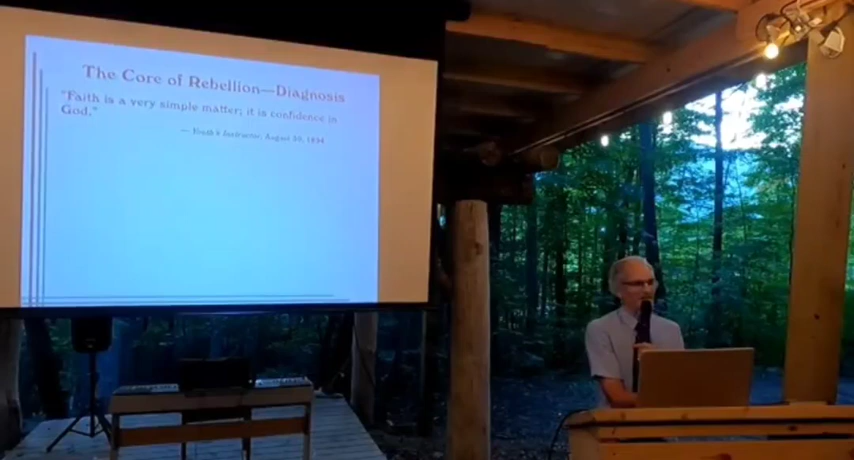 The Core of Rebellion—Diagnosis
"Faith is a very simple matter; it is confidence in
God."
— Youth's Instructor, August 30, 1894